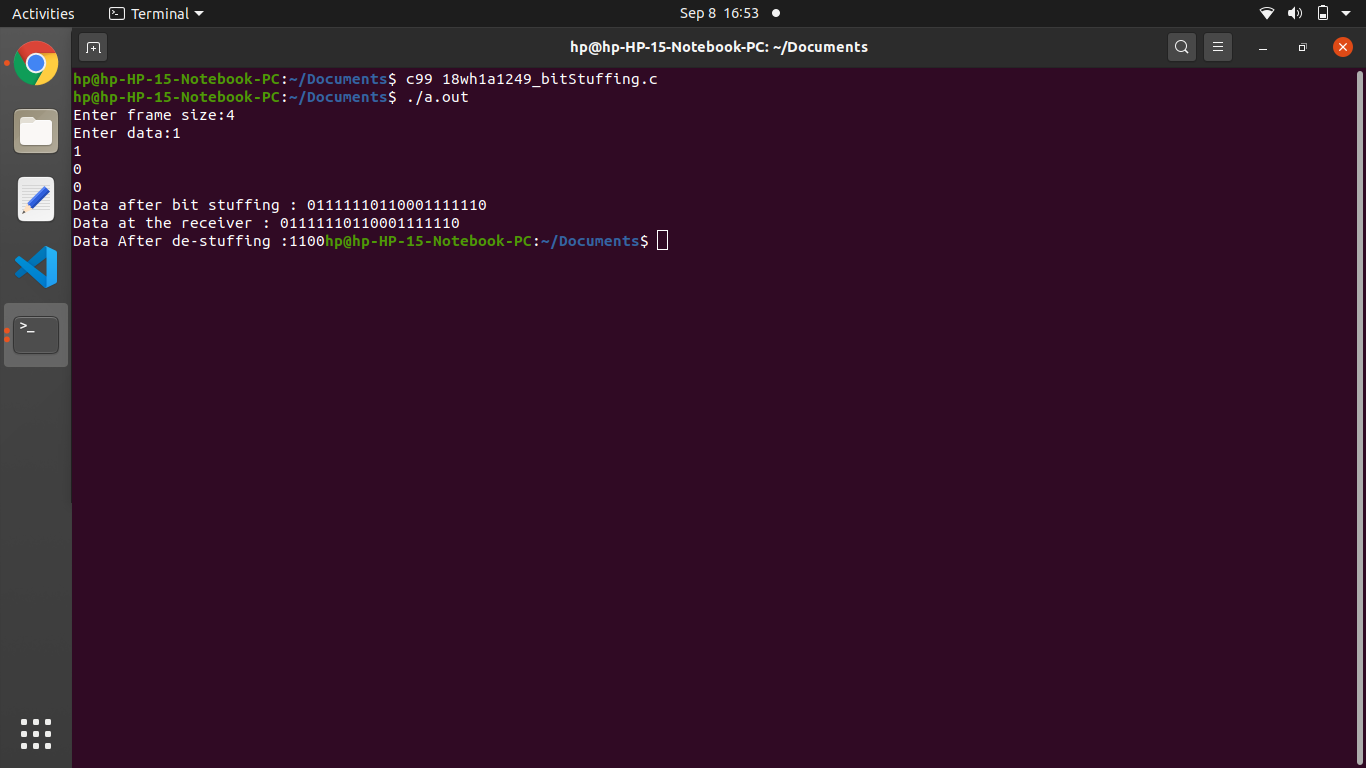 Activities
Terminal
Sep 8 16:53
hp@hp-HP-15-Notebook-PC: ~/Documents
hp@hp-HP-15-Notebook-PC:~/Documents$ c99 18wh1a1249_bitStuffing.c
hp@hp-HP-15-Notebook-PC:~/Documents$ ./a.out
Enter frame size:4
Enter data:1
1
0
0
Data after bit stuffing : 01111110110001111110
Data at the receiver : 01111110110001111110
Data After de-stuffing :1100hp@hp-HP-15-Notebook-PC:~/Documents$